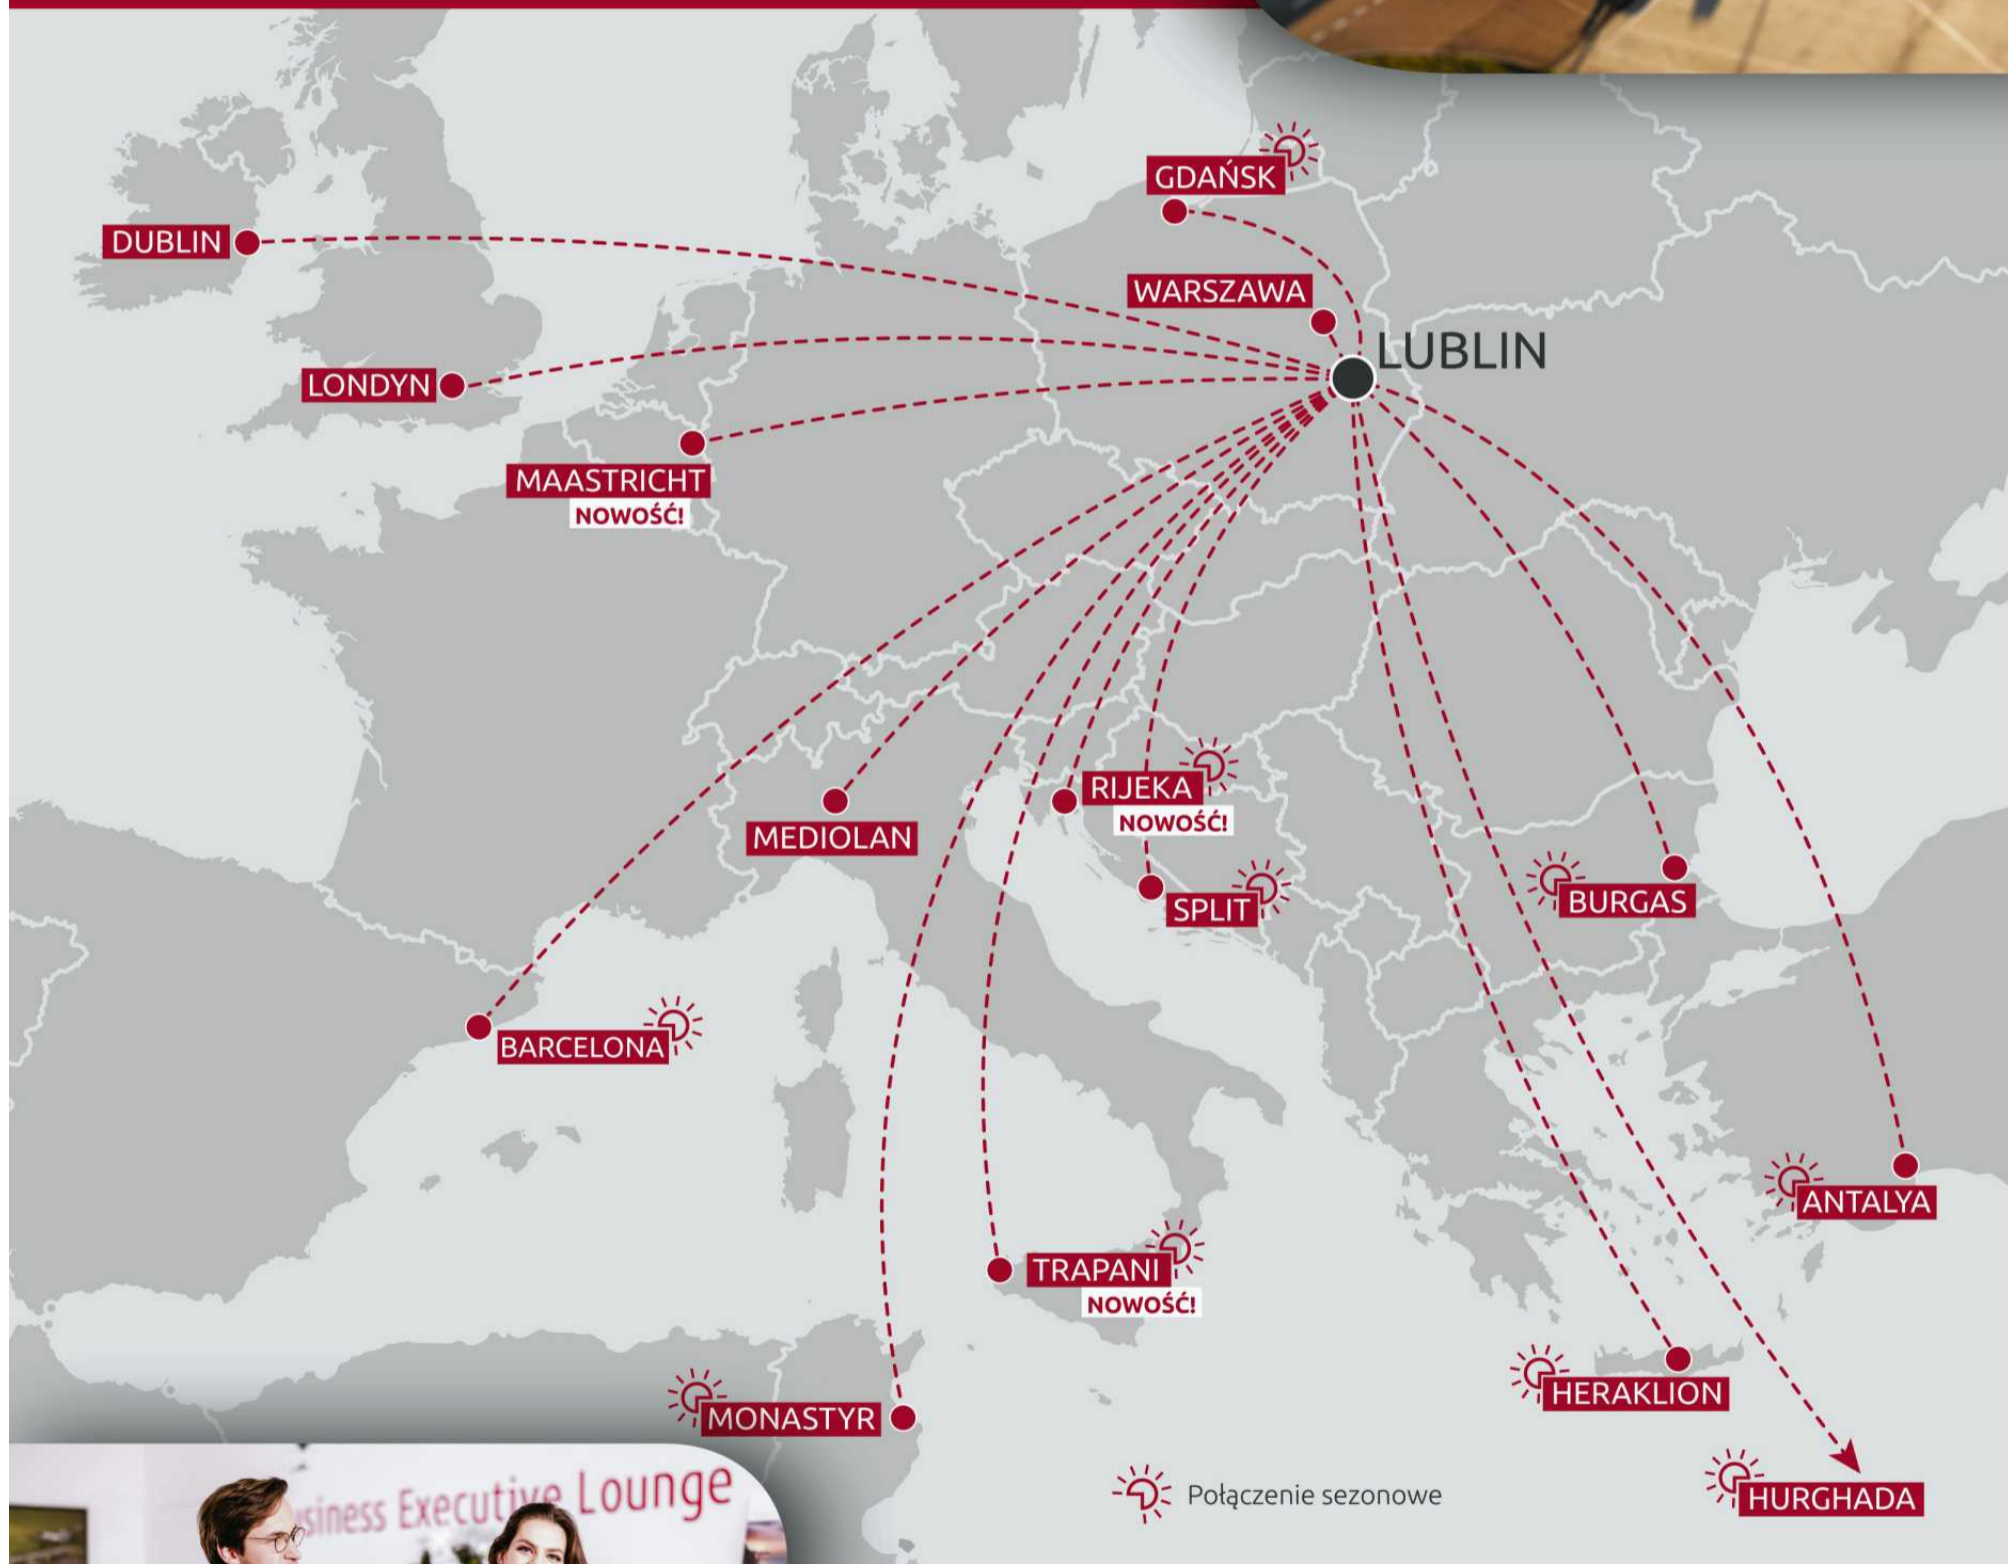 GDAŃSK
DUBLIN
WARSZAWA
LUBLIN
LONDYN
MAASTRICHT
NOWOŚĆ!
RIJEKA
NOWOŚĆ!
MEDIOLAN
SPLIT
BURGAS
BARCELONA
ANTALYA
TRAPANI
NOWOŚĆ!
HERAKLION
MONASTYR
Połączenie sezonowe
HURGHADA
Executive Lounge